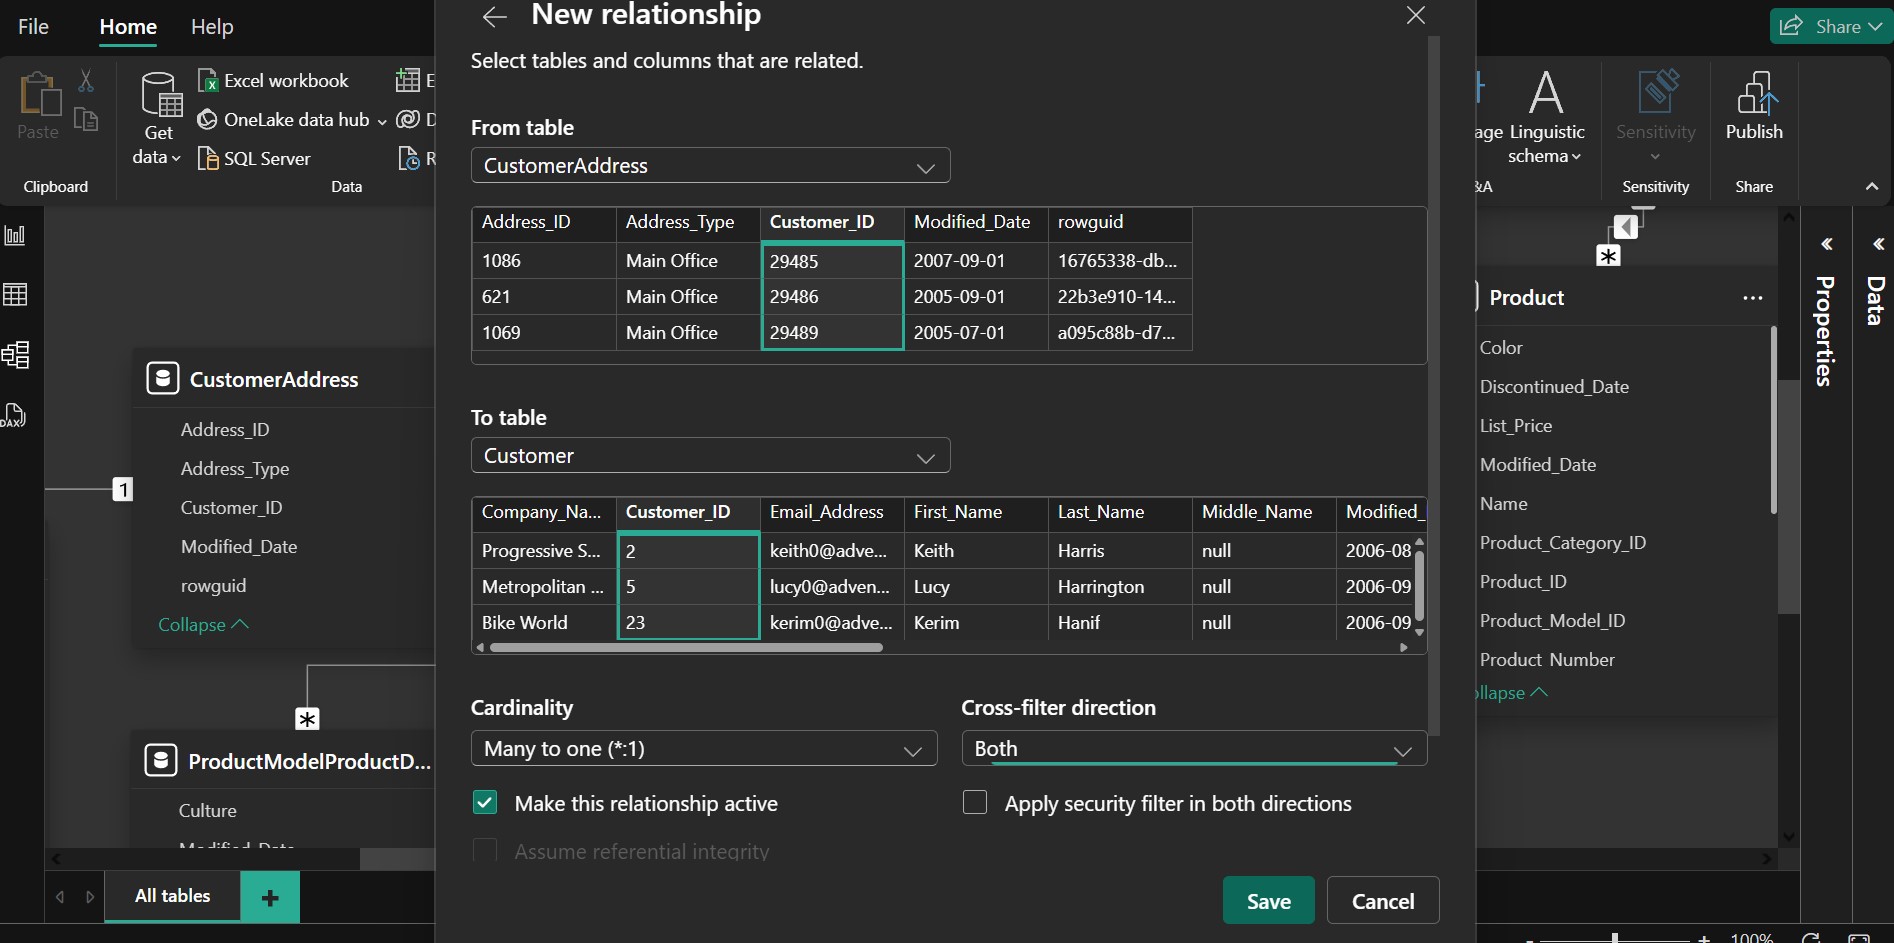 File Home Help
Share
Paste
Clipboard
Get data
Excel workbook
OneLake data hub
SQL Server
Data
Linguistic schema
Sensitivity
Sensitivity
Publish
Share
New relationship
Select tables and columns that are related.
From table
CustomerAddress
Address_ID Address_Type Customer_ID Modified_Date rowguid
1086 Main Office 29485 2007-09-01 16765338-db...
621 Main Office 29486 2005-09-01 22b3e910-14...
1069 Main Office 29489 2005-07-01 a095c88b-d7...
To table
Customer
Company_Na... Customer_ID Email_Address First_Name Last_Name Middle_Name Modified_
Progressive S... 2 keith0@adve... Keith Harris null 2006-08
Metropolitan ... 5 lucy0@adven... Lucy Harrington null 2006-09
Bike World 23 kerim0@adve... Kerim Hanif null 2006-09
Cardinality
Many to one (*:1)
Cross-filter direction
Both
Make this relationship active
Apply security filter in both directions
Assume referential integrity
Save Cancel
DAX
1
CustomerAddress
Address_ID
Address_Type
Customer_ID
Modified_Date
rowguid
Collapse
*
ProductModelProductD...
Culture
Modified_Date
*
Product ...
Color
Discontinued_Date
List_Price
Modified_Date
Name
Product_Category_ID
Product_ID
Product_Model_ID
Product Number
llapse
Properties
Data
All tables +
- + 100%